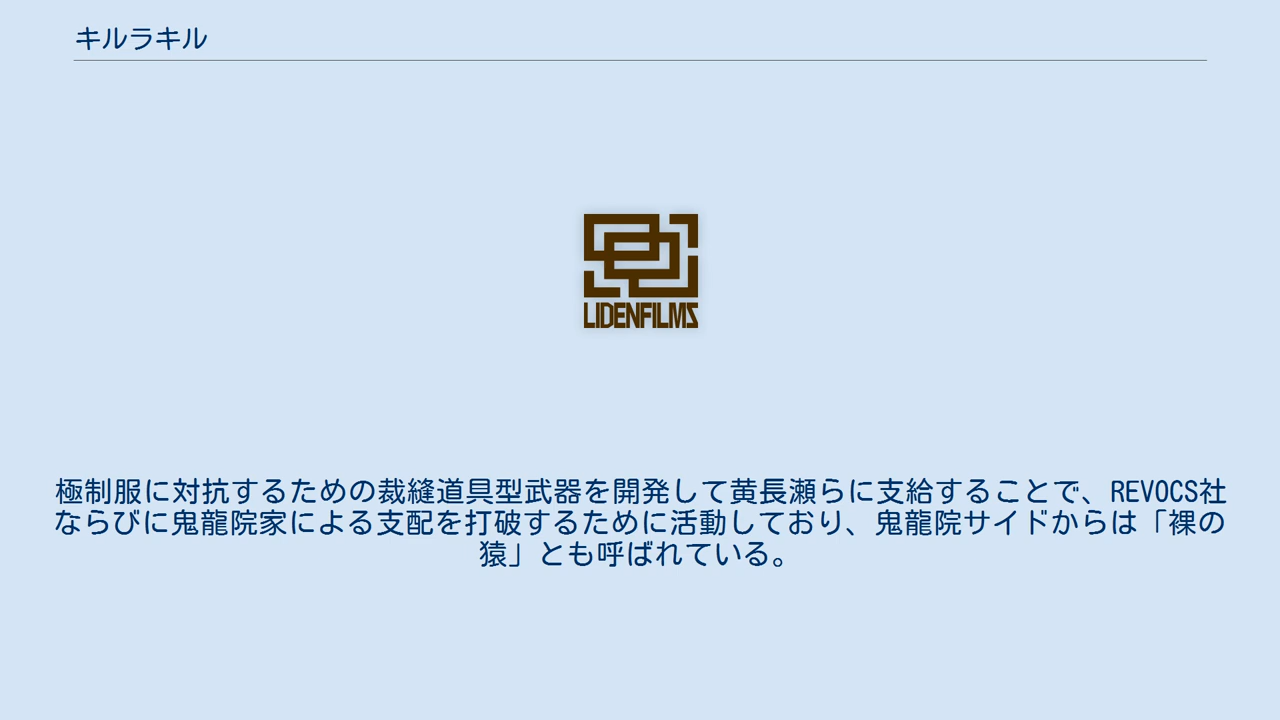 キルラキル
LIDENFILMS
極制服に対抗するための裁縫道具型武器を開発して黄長瀬らに支給することで、REVOCS社
ならびに鬼龍院家による支配を打破するために活動しており、鬼龍院サイドからは「裸の
猿」とも呼ばれている。